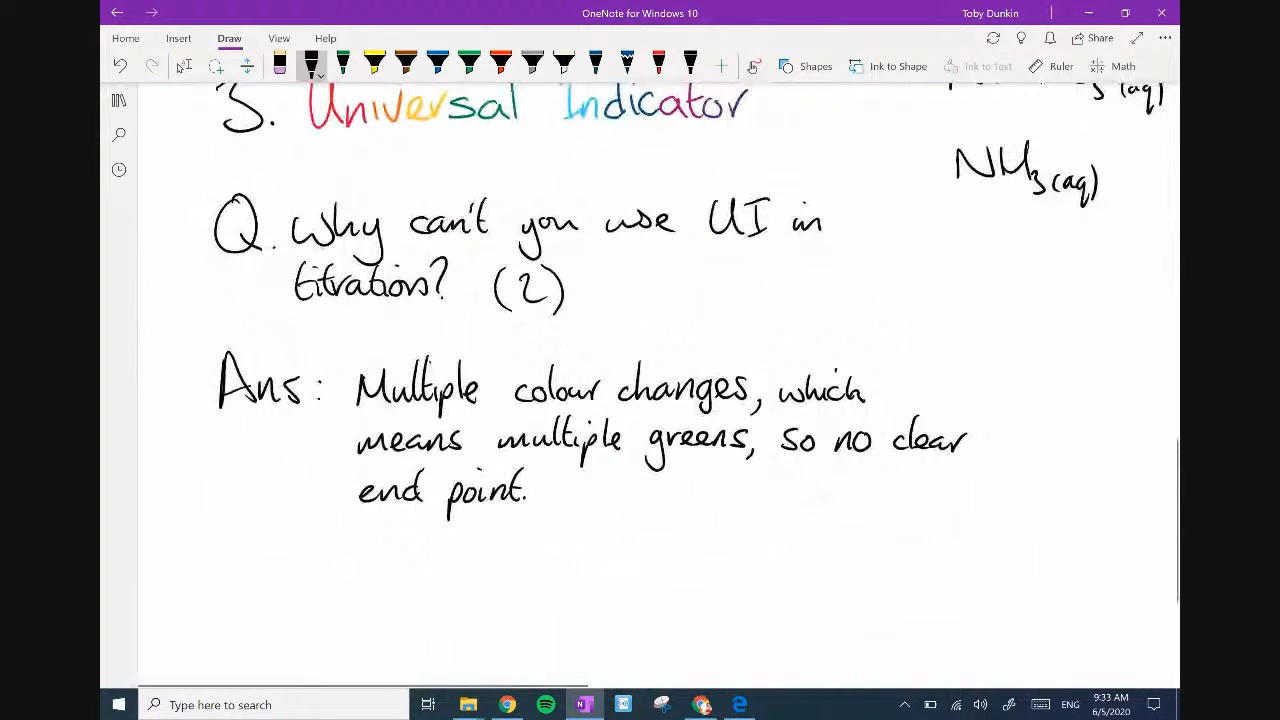 OneNote for Windows 10
Toby Dunkin
Home Insert Draw View Help
Share
Shapes Ink to Shape Ink to Text Ruler Math
3. Universal Indicator
3 (aq)
NH3(aq)
Q. Why can't you use UI in
titrations? (2)
Ans: Multiple colour changes, which
means multiple greens, so no clear
end point.
Type here to search
ENG
9:33 AM
6/5/2020